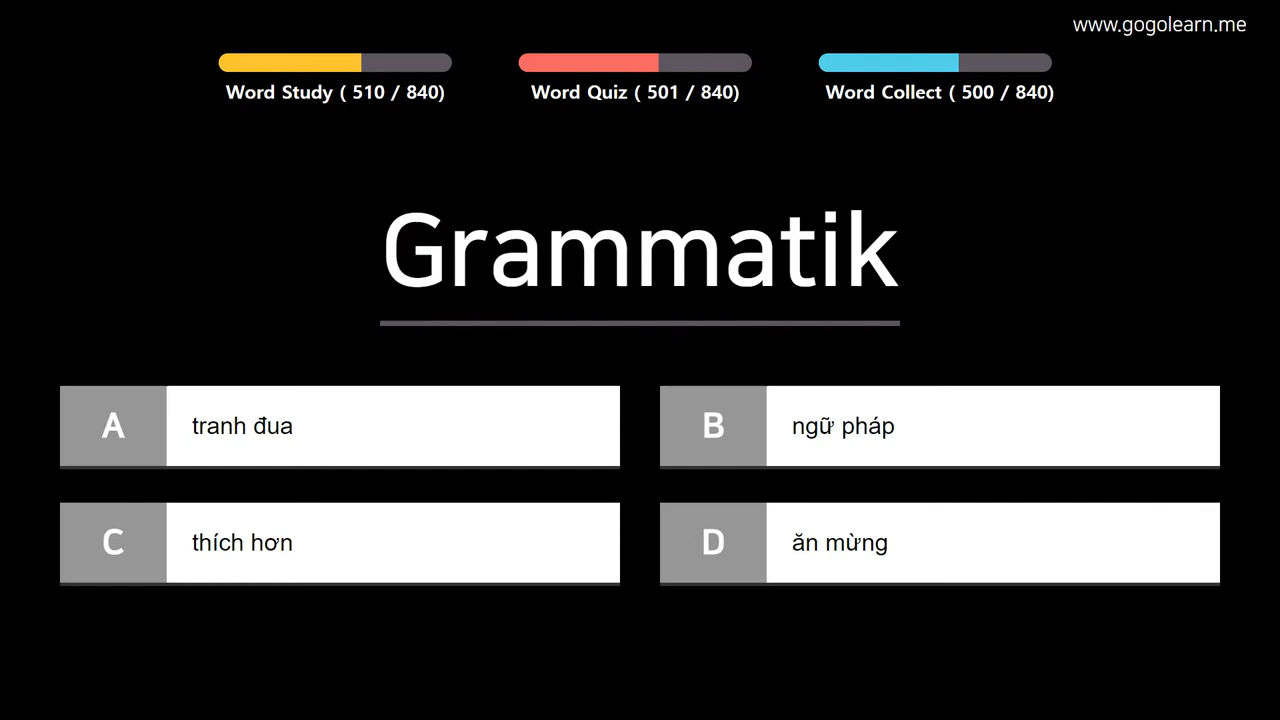 www.gogolearn.me
Word Study ( 510 / 840)
Word Quiz ( 501 / 840)
Word Collect ( 500 / 840)
Grammatik
A
tranh đua
B
ngữ pháp
C
thích hơn
D
ăn mừng